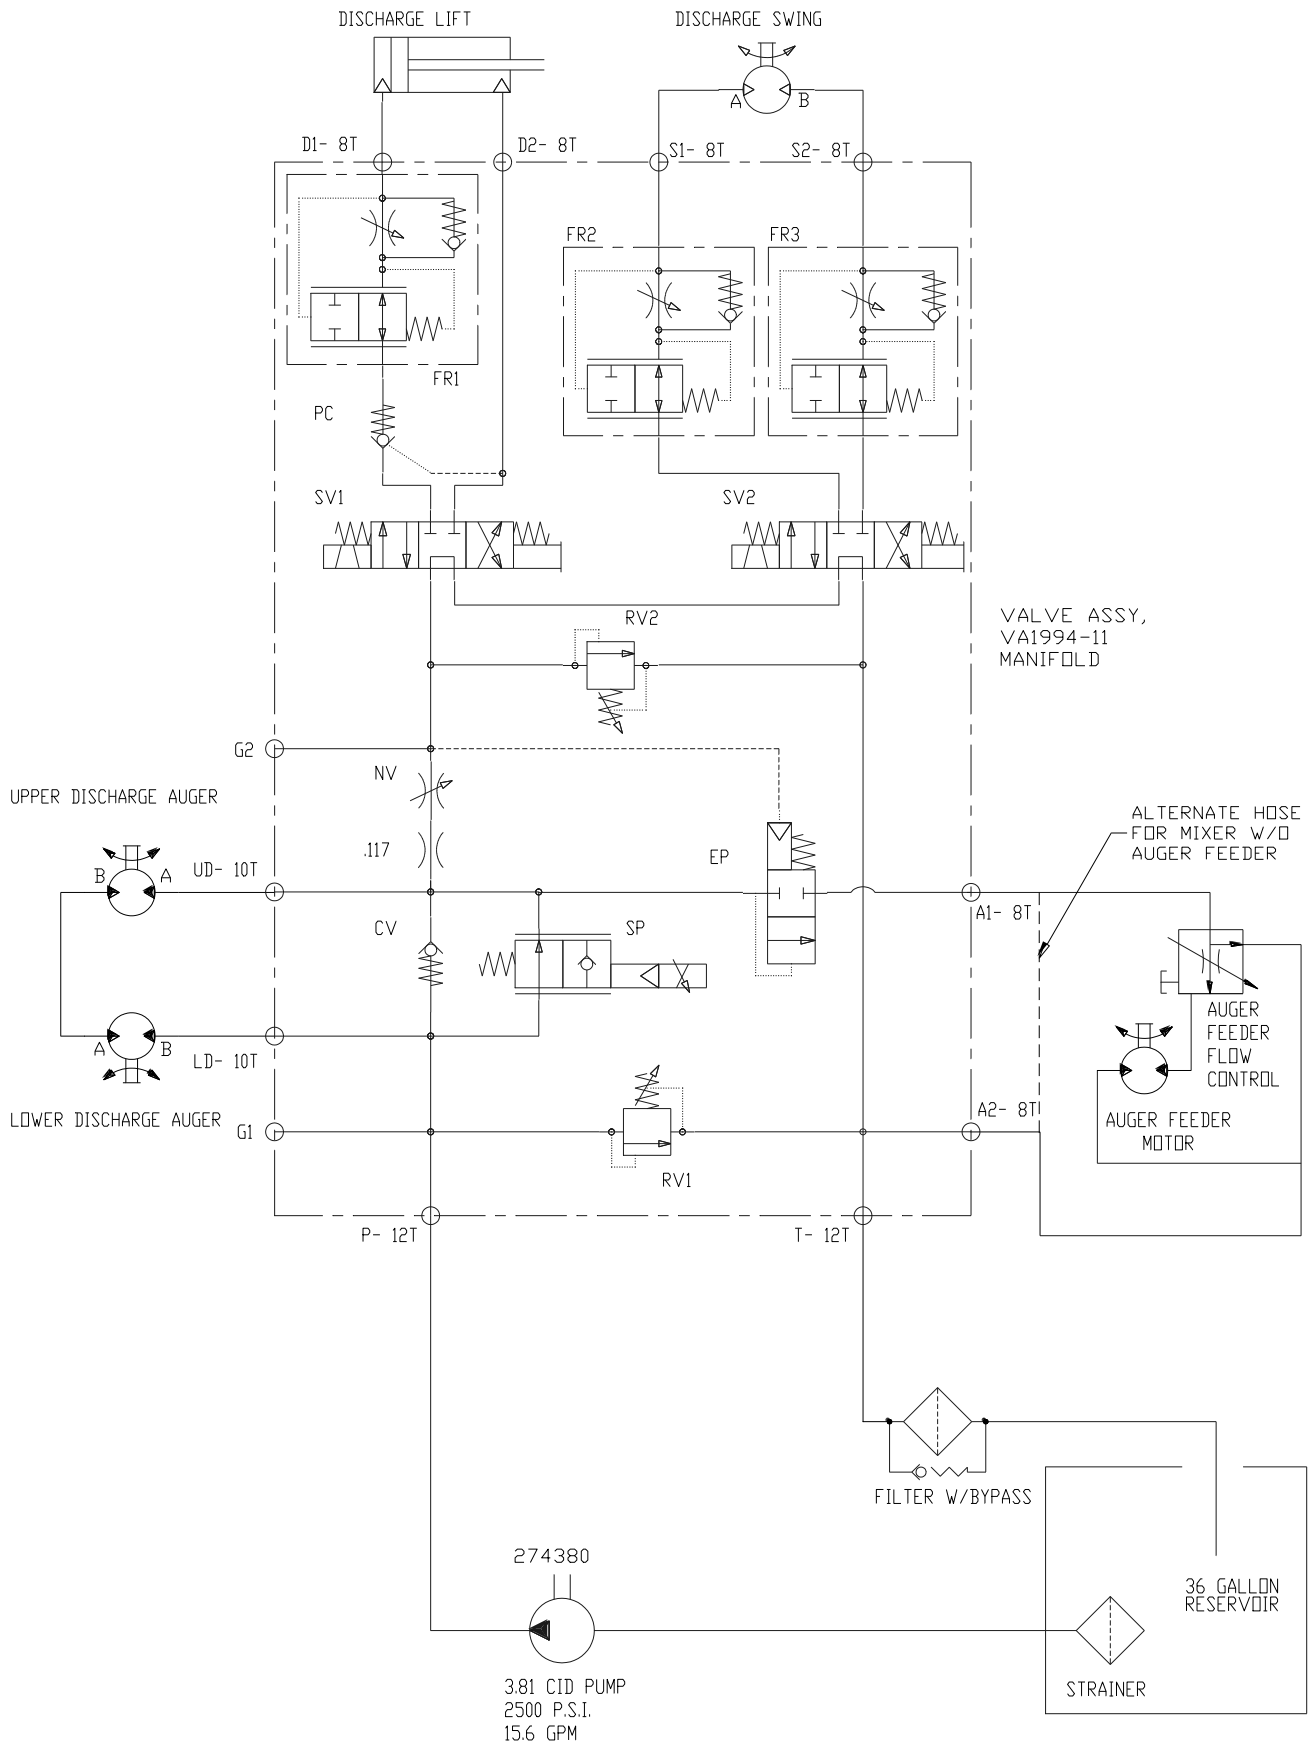 DISCHARGE LIFT
DISCHARGE SWING
A
B
D1- 8T
D2- 8T
S1- 8T
S2- 8T
FR2
FR3
FR1
PC
SV1
SV2
RV2
VALVE ASSY,
VA1994-11
MANIFOLD
G2
NV
UPPER DISCHARGE AUGER
ALTERNATE HOSE
FOR MIXER W/O
AUGER FEEDER
.117
EP
B
A
UD- 10T
A1- 8T
CV
SP
AUGER
FEEDER
FLOW
CONTROL
A
B
LD- 10T
LOWER DISCHARGE AUGER
G1
A2- 8T
AUGER FEEDER
MOTOR
RV1
P- 12T
T- 12T
FILTER W/BYPASS
274380
36 GALLON
RESERVOIR
STRAINER
3.81 CID PUMP
2500 P.S.I.
15.6 GPM